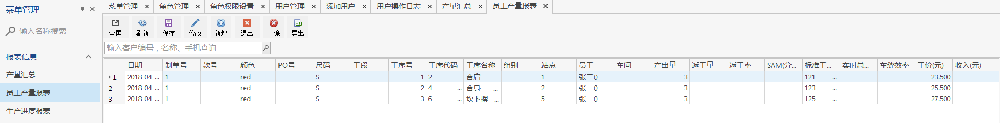 菜单管理
输入名称搜索
报表信息
产量汇总
员工产量报表
生产进度报表
菜单管理 角色管理 角色权限设置 用户管理 添加用户 用户操作日志 产量汇总 员工产量报表
全屏 刷新 保存 修改 新增 退出 删除 导出
输入客户编号，名称、手机查询
日期 制单号 款号 颜色 PO号 尺码 工段 工序号 工序代码 工序名称 组别 站点 员工 车间 产出量 返工量 返工率 SAM(分... 标准工... 实时总... 车缝效率 工价(元) 收入(元)
1 2018-04-... 1 red S 1 2 合肩 1 张三0 3 121 ... 23.500
2 2018-04-... 1 red S 2 4 ... 合身 ... 2 张三0 3 123 ... 25.500
3 2018-04-... 1 red S 3 6 ... 坎下摆 ... 5 张三0 3 125 ... 27.500